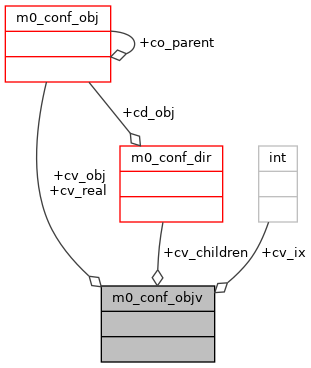 m0_conf_obj
+co_parent
+cd_obj
m0_conf_dir
int
+cv_obj
+cv_real
+cv_children
+cv_ix
m0_conf_objv